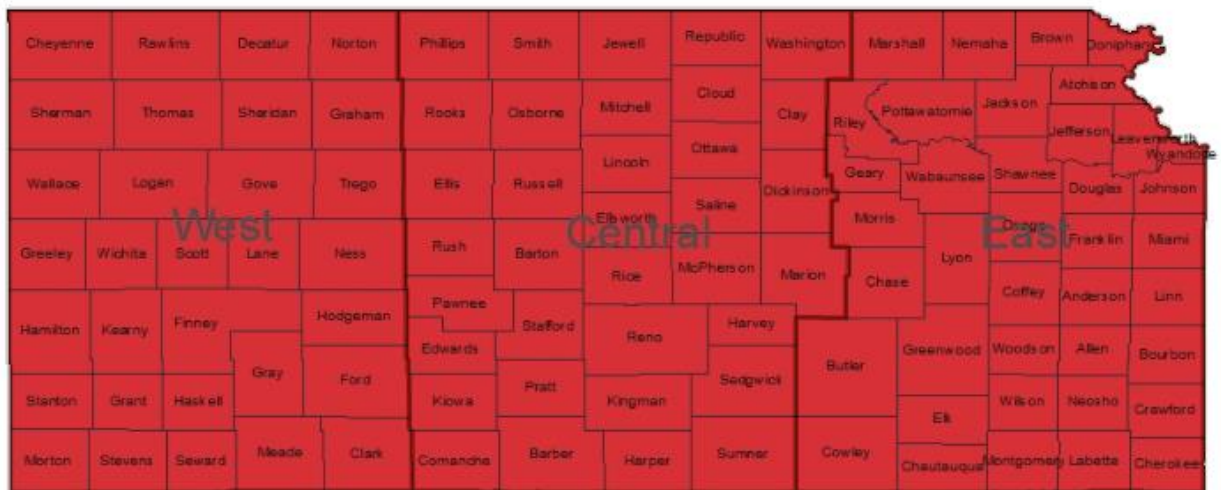 Cheyenne Rawlins Decatur Norton Phillips Smith Jewell Republic Washington Marshall Nemaha Brown Doniphan
Sherman Thomas Sheridan Graham Rooks Osborne Mitchell Cloud Clay Riley Pottawatomie Jackson Atchison
Jefferson Leavenworth Wyandotte
Lincoln Ottawa
Wallace Logan Gove Trego Ellis Russell Dickinson Geary Wabaunsee Shawnee Douglas Johnson
West Central East
Ellsworth Saline Morris Osage
Greeley Wichita Scott Lane Ness Rush Barton Rice McPherson Marion Chase Lyon Franklin Miami
Hamilton Kearny Finney Hodgeman Pawnee Stafford Reno Harvey Coffey Anderson Linn
Gray Ford Edwards Pratt Sedgwick Butler Greenwood Woodson Allen Bourbon
Stanton Grant Haskell Kiowa Kingman Elk Wilson Neosho Crawford
Morton Stevens Seward Meade Clark Comanche Barber Harper Sumner Cowley Chautauqua Montgomery Labette Cherokee